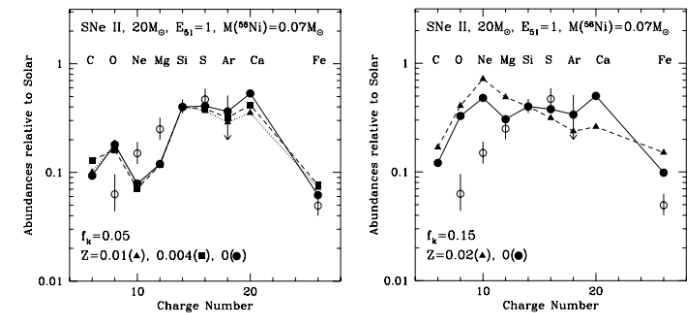 SNe II, 20M⊙, E₅₁=1, M(⁵⁶Ni)=0.07M⊙
C O Ne Mg Si S Ar Ca Fe
1
0.1
0.01
Abundances relative to Solar
fₖ=0.05
Z=0.01(▲), 0.004(■), 0(●)
10 20
Charge Number
SNe II, 20M⊙, E₅₁=1, M(⁵⁶Ni)=0.07M⊙
C O Ne Mg Si S Ar Ca Fe
1
0.1
0.01
Abundances relative to Solar
fₖ=0.15
Z=0.02(▲), 0(●)
10 20
Charge Number